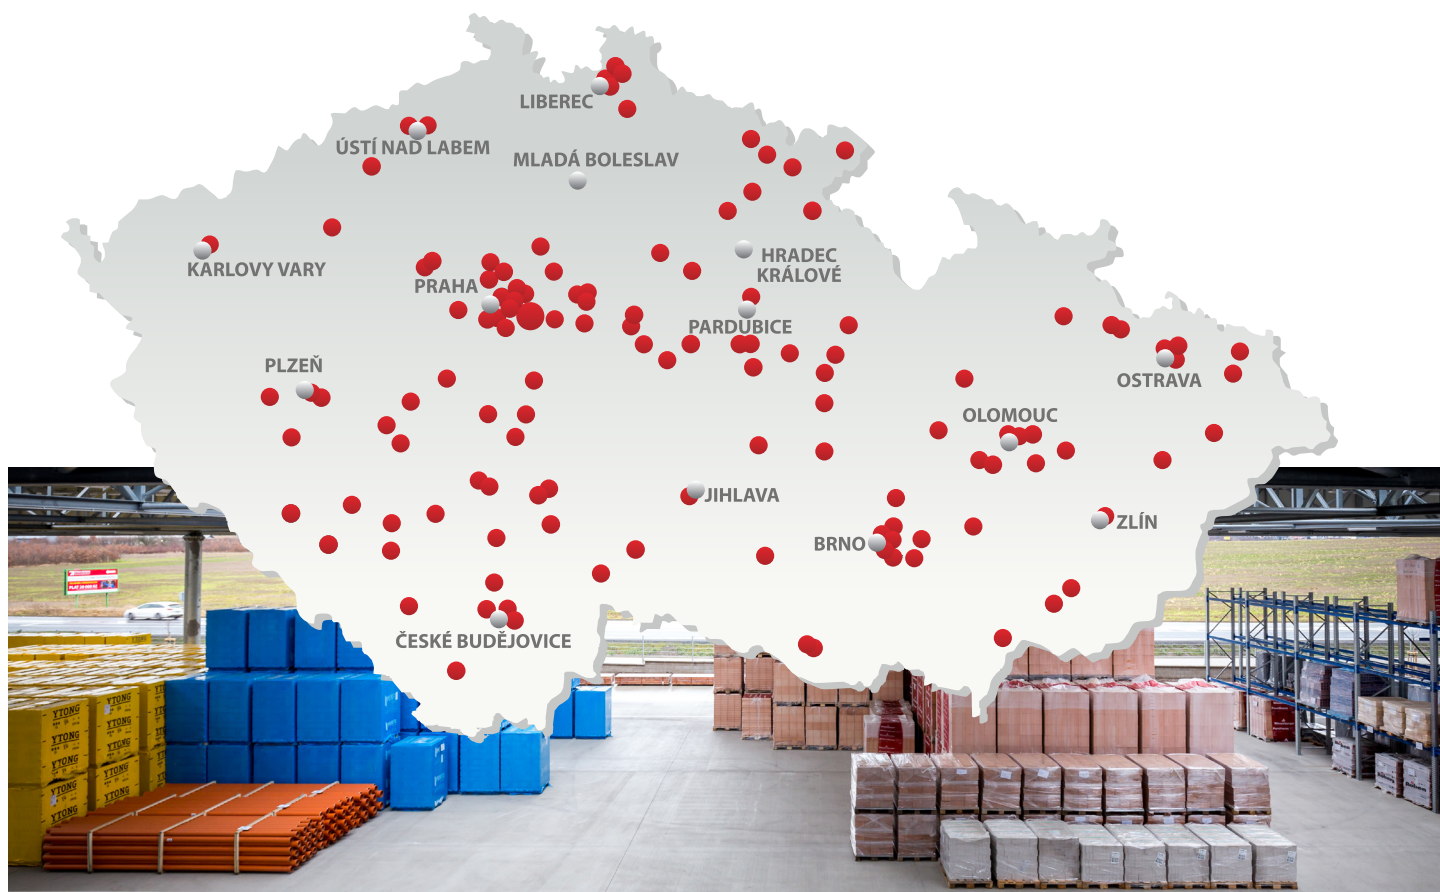 LIBEREC
ÚSTÍ NAD LABEM
MLADÁ BOLESLAV
HRADEC
KRÁLOVÉ
KARLOVY VARY
PRAHA
PARDUBICE
PLZEŇ
OSTRAVA
OLOMOUC
JIHLAVA
ZLÍN
BRNO
ČESKÉ BUDĚJOVICE
YTONG
YTONG
YTONG
YTONG
YTONG